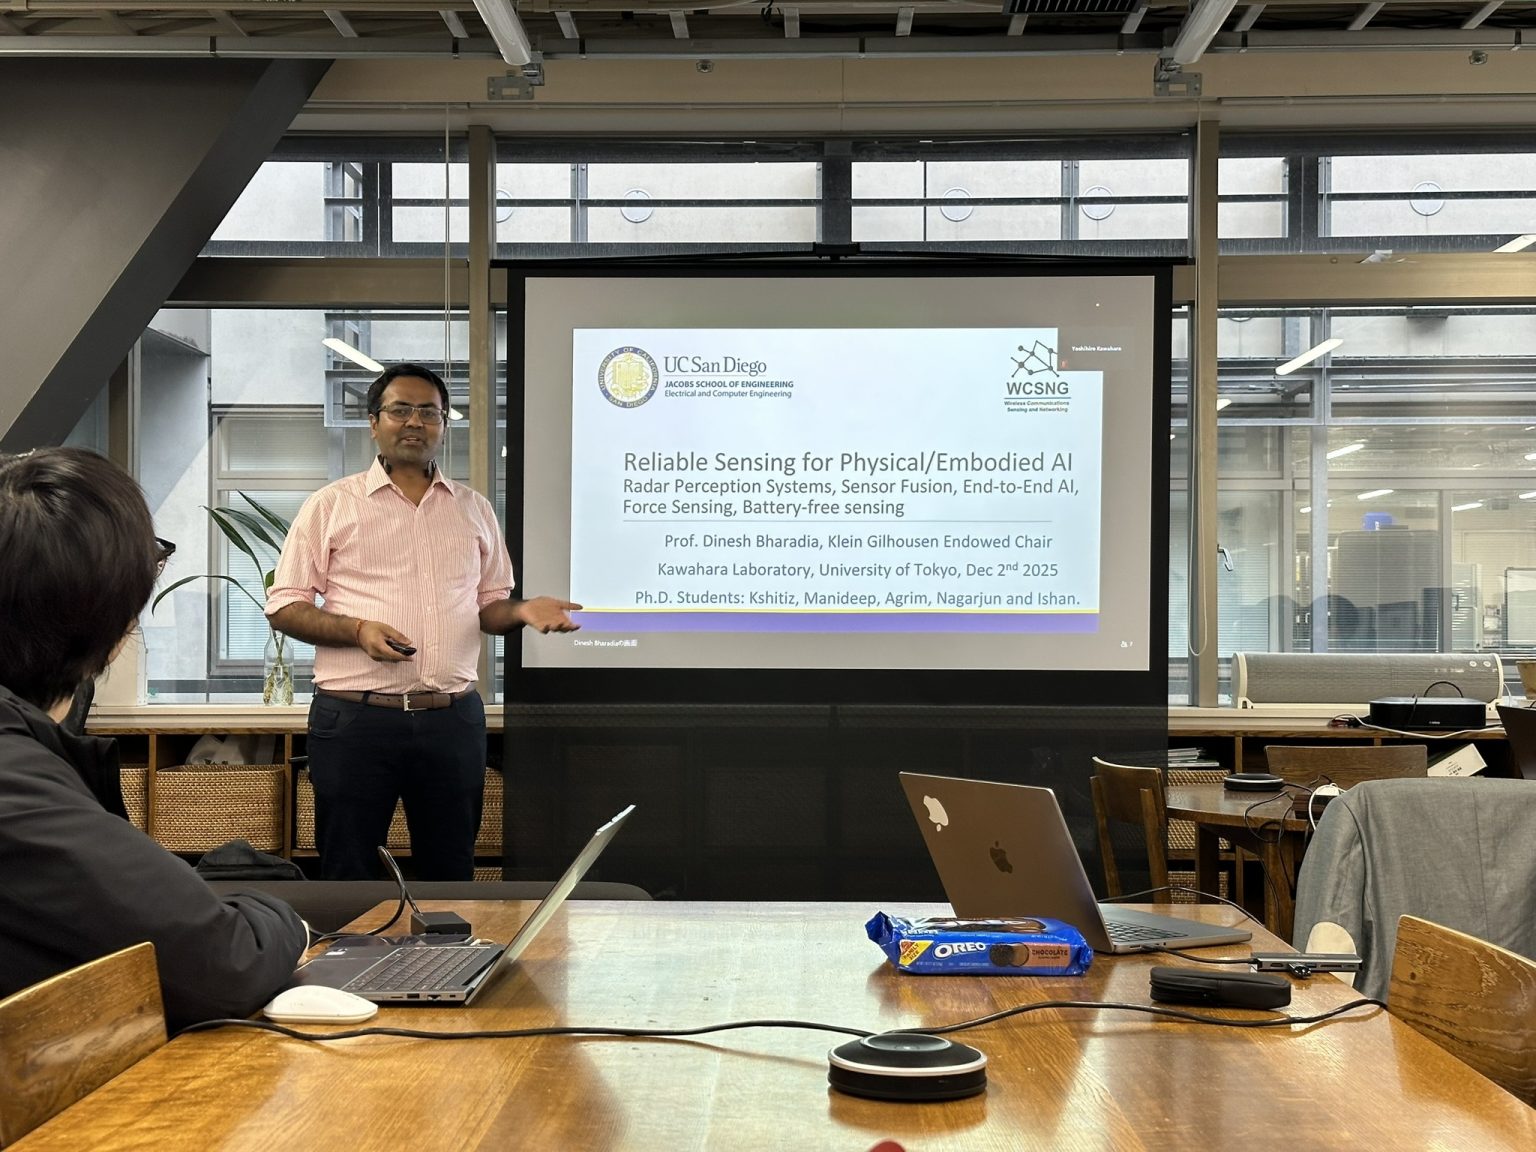 UC San Diego
JACOBS SCHOOL OF ENGINEERING
Electrical and Computer Engineering
WCSNG
Wireless Communications
Sensing and Networking
Yoshihiro Kawahara
Reliable Sensing for Physical/Embodied AI
Radar Perception Systems, Sensor Fusion, End-to-End AI,
Force Sensing, Battery-free sensing
Prof. Dinesh Bharadia, Klein Gilhousen Endowed Chair
Kawahara Laboratory, University of Tokyo, Dec 2nd 2025
Ph.D. Students: Kshitiz, Manideep, Agrim, Nagarjun and Ishan.
Dinesh Bharadiaの画面
7
OREO
CHOCOLATE